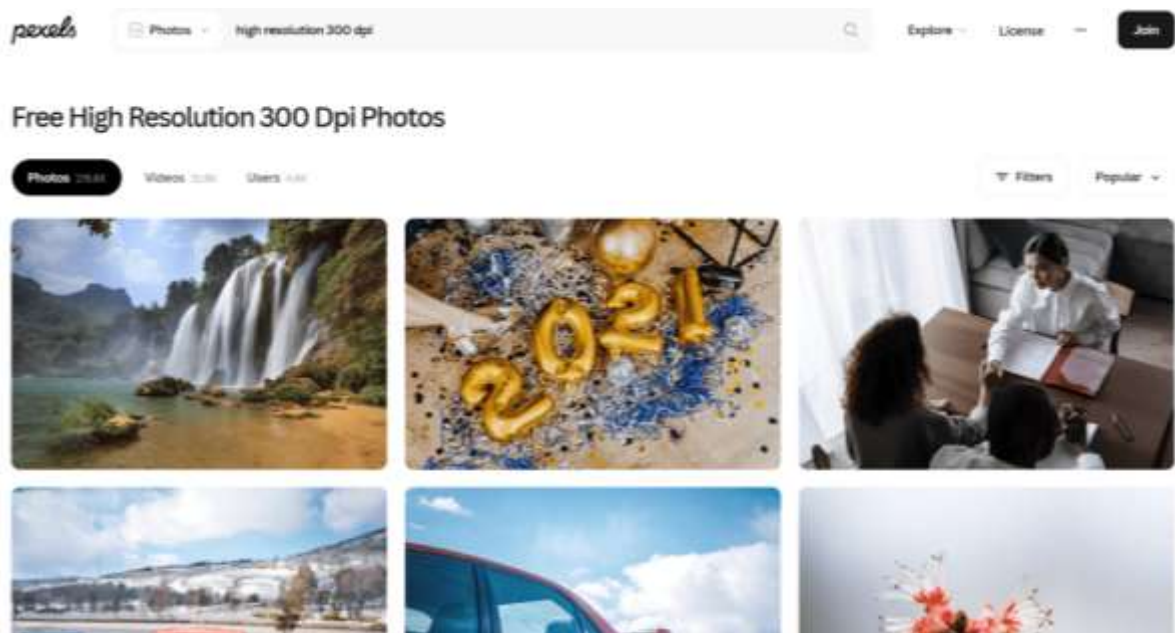 pexels Photos high resolution 300 dpi Explore License Join
Free High Resolution 300 Dpi Photos
Photos Videos Users Filters Popular
2021